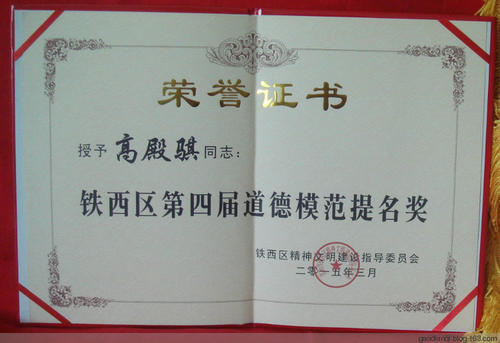 荣誉证书
授予 高殿骐 同志：
铁西区第四届道德模范提名奖
铁西区精神文明建设指导委员会
二〇一五年三月